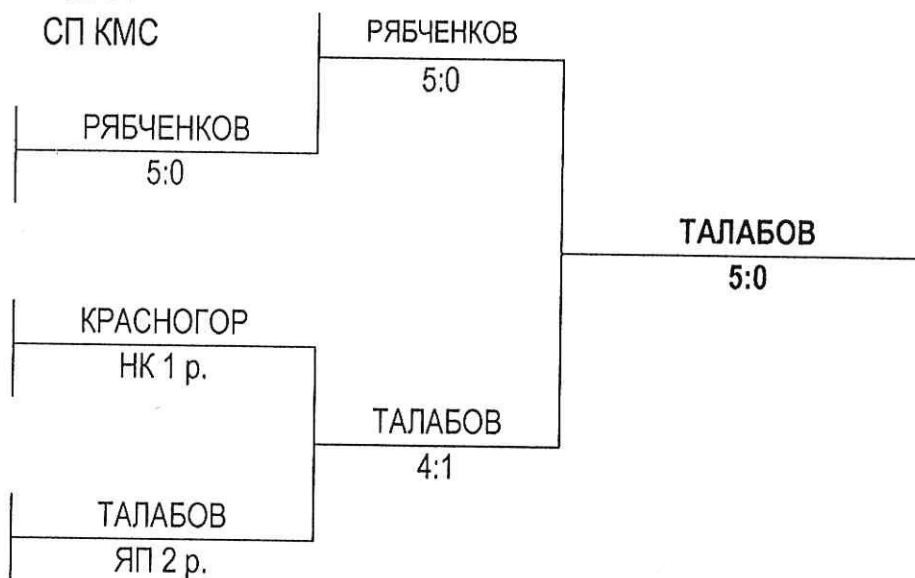 СП КМС
РЯБЧЕНКОВ
5:0
РЯБЧЕНКОВ
5:0
ТАЛАБОВ
5:0
КРАСНОГОР
НК 1 р.
ТАЛАБОВ
4:1
ТАЛАБОВ
ЯП 2 р.